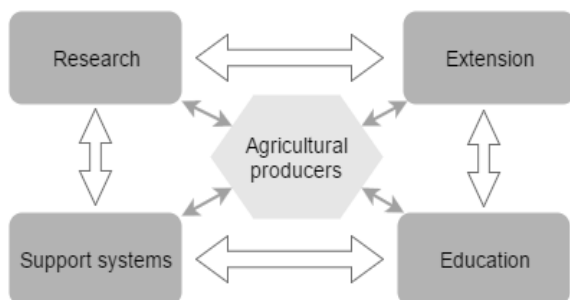 Research
Extension
Agricultural
producers
Support systems
Education